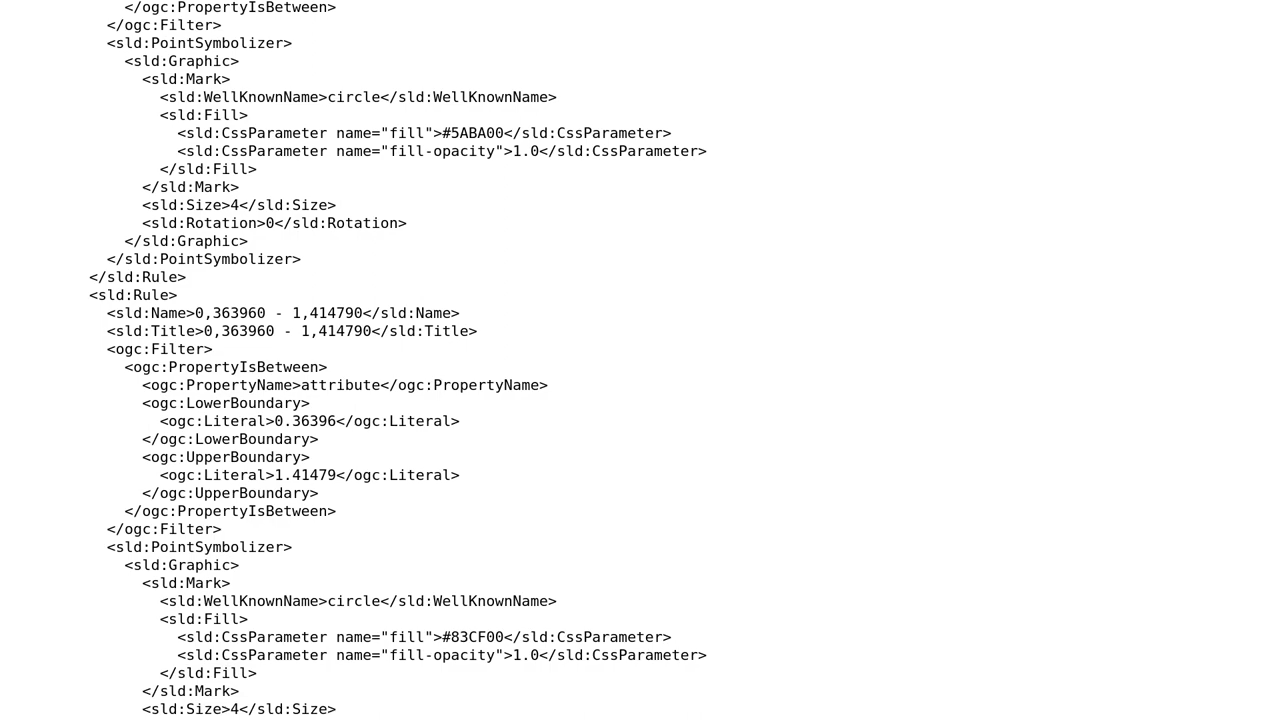 </ogc:PropertyIsBetween>
</ogc:Filter>
<sld:PointSymbolizer>
<sld:Graphic>
<sld:Mark>
<sld:WellKnownName>circle</sld:WellKnownName>
<sld:Fill>
<sld:CssParameter name="fill">#5ABA00</sld:CssParameter>
<sld:CssParameter name="fill-opacity">1.0</sld:CssParameter>
</sld:Fill>
</sld:Mark>
<sld:Size>4</sld:Size>
<sld:Rotation>0</sld:Rotation>
</sld:Graphic>
</sld:PointSymbolizer>
</sld:Rule>
<sld:Rule>
<sld:Name>0,363960 - 1,414790</sld:Name>
<sld:Title>0,363960 - 1,414790</sld:Title>
<ogc:Filter>
<ogc:PropertyIsBetween>
<ogc:PropertyName>attribute</ogc:PropertyName>
<ogc:LowerBoundary>
<ogc:Literal>0.36396</ogc:Literal>
</ogc:LowerBoundary>
<ogc:UpperBoundary>
<ogc:Literal>1.41479</ogc:Literal>
</ogc:UpperBoundary>
</ogc:PropertyIsBetween>
</ogc:Filter>
<sld:PointSymbolizer>
<sld:Graphic>
<sld:Mark>
<sld:WellKnownName>circle</sld:WellKnownName>
<sld:Fill>
<sld:CssParameter name="fill">#83CF00</sld:CssParameter>
<sld:CssParameter name="fill-opacity">1.0</sld:CssParameter>
</sld:Fill>
</sld:Mark>
<sld:Size>4</sld:Size>